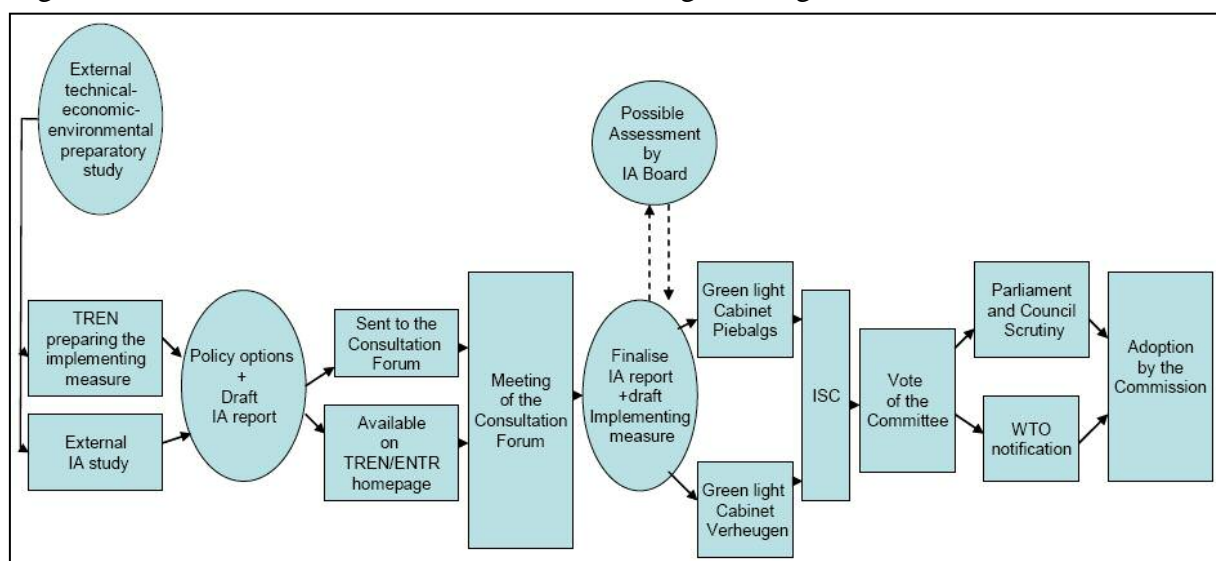 External
technical-
economic-
environmental
preparatory
study
TREN
preparing the
implementing
measure
External
IA study
Policy options
+
Draft
IA report
Sent to the
Consultation
Forum
Available
on
TREN/ENTR
homepage
Meeting
of the
Consultation
Forum
Possible
Assessment
by
IA Board
Finalise
IA report
+draft
Implementing
measure
Green light
Cabinet
Piebalgs
Green light
Cabinet
Verheugen
ISC
Vote
of the
Committee
Parliament
and Council
Scrutiny
WTO
notification
Adoption
by the
Commission